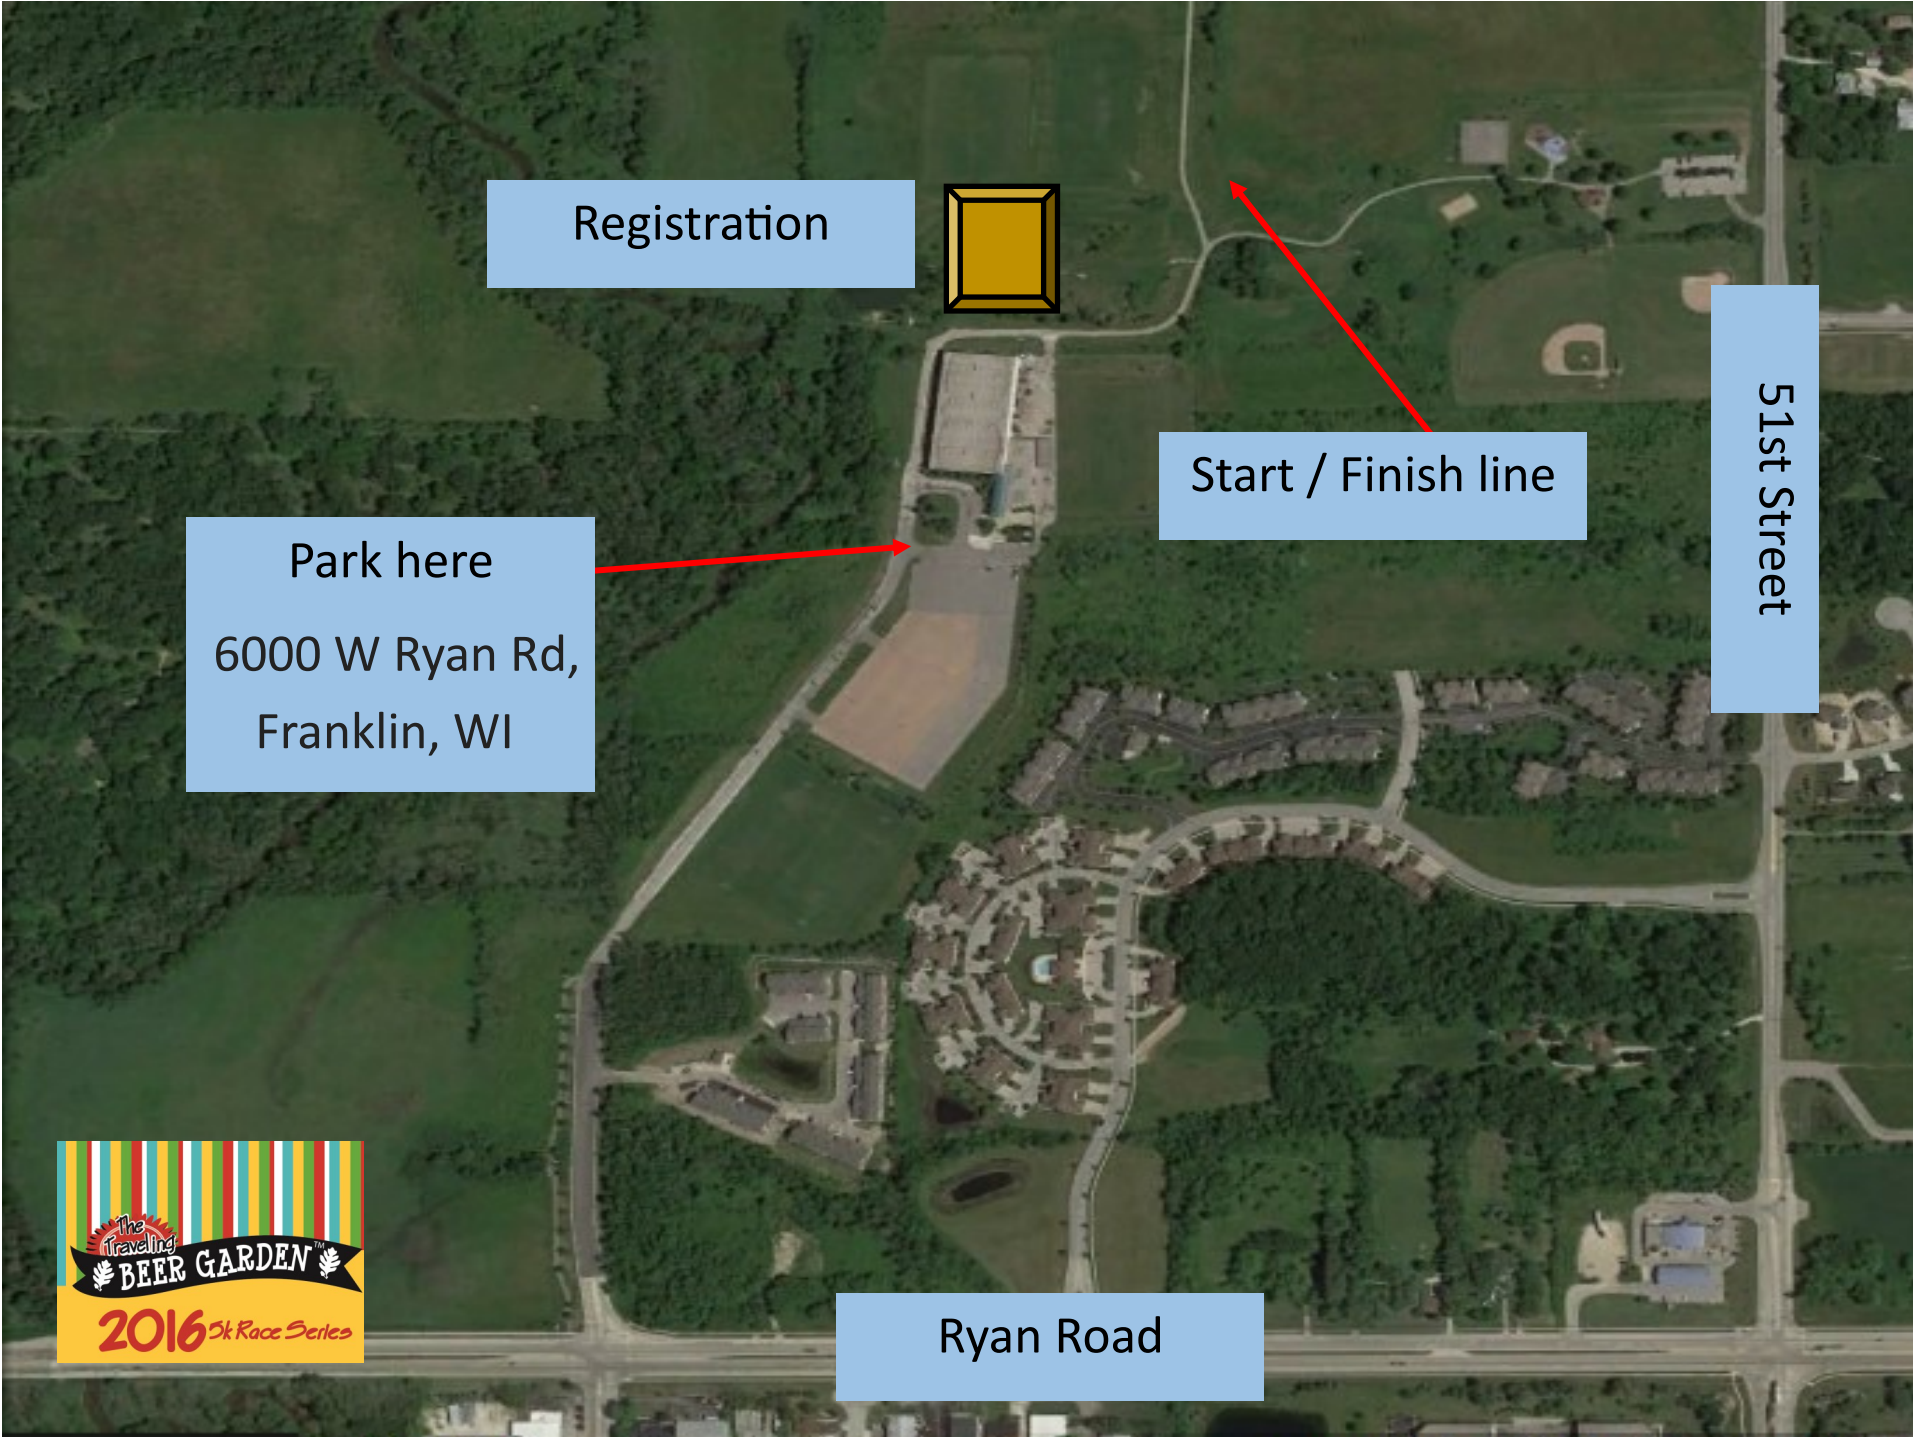 Registration
Start / Finish line
51st Street
Park here
6000 W Ryan Rd,
Franklin, WI
The
Traveling
BEER GARDEN™
2016 5k Race Series
Ryan Road